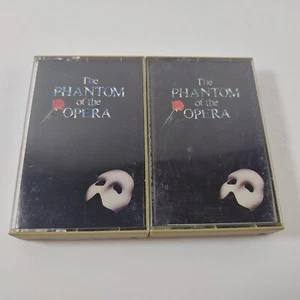 The
PHANTOM
of the
OPERA
The
PHANTOM
of the
OPERA